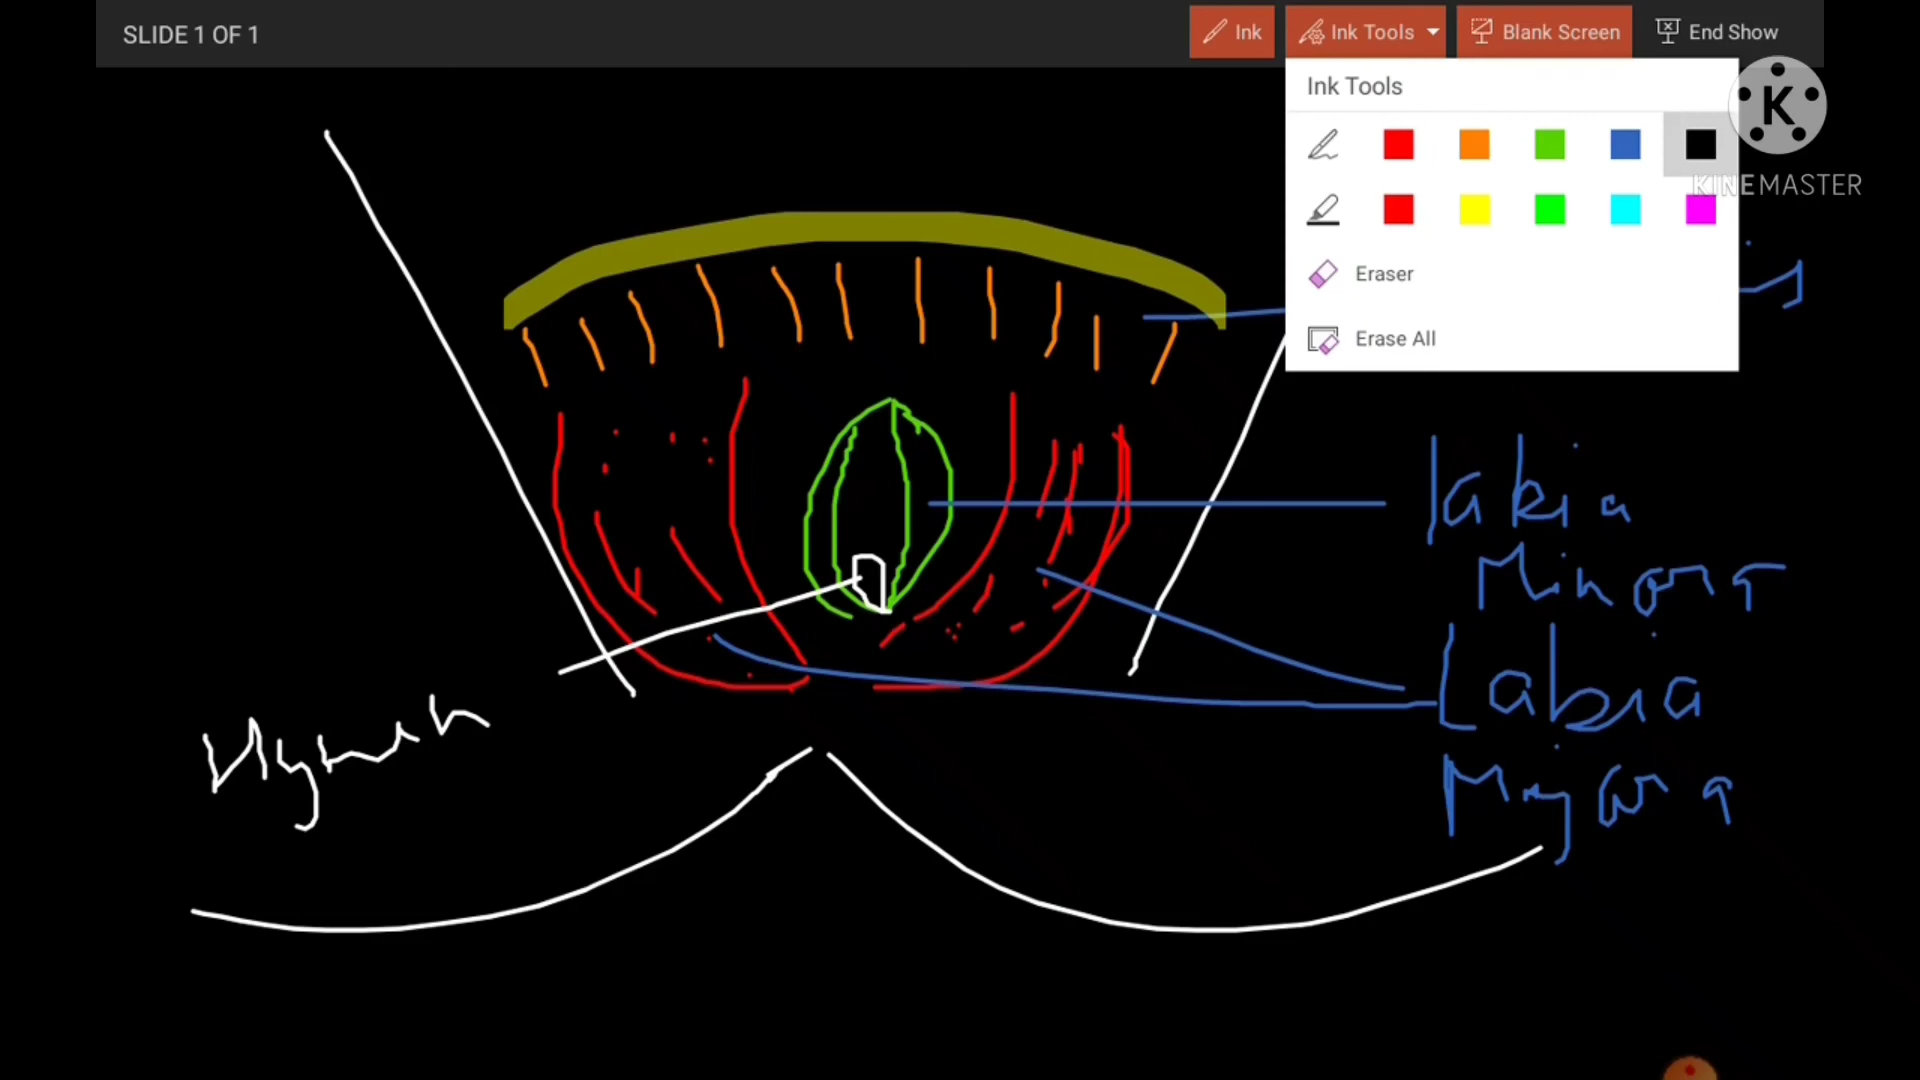 SLIDE 1 OF 1
Ink
Ink Tools
Blank Screen
End Show
Ink Tools
KINEMASTER
Eraser
Erase All
labia
Minora
Labia
Majora
Hymen